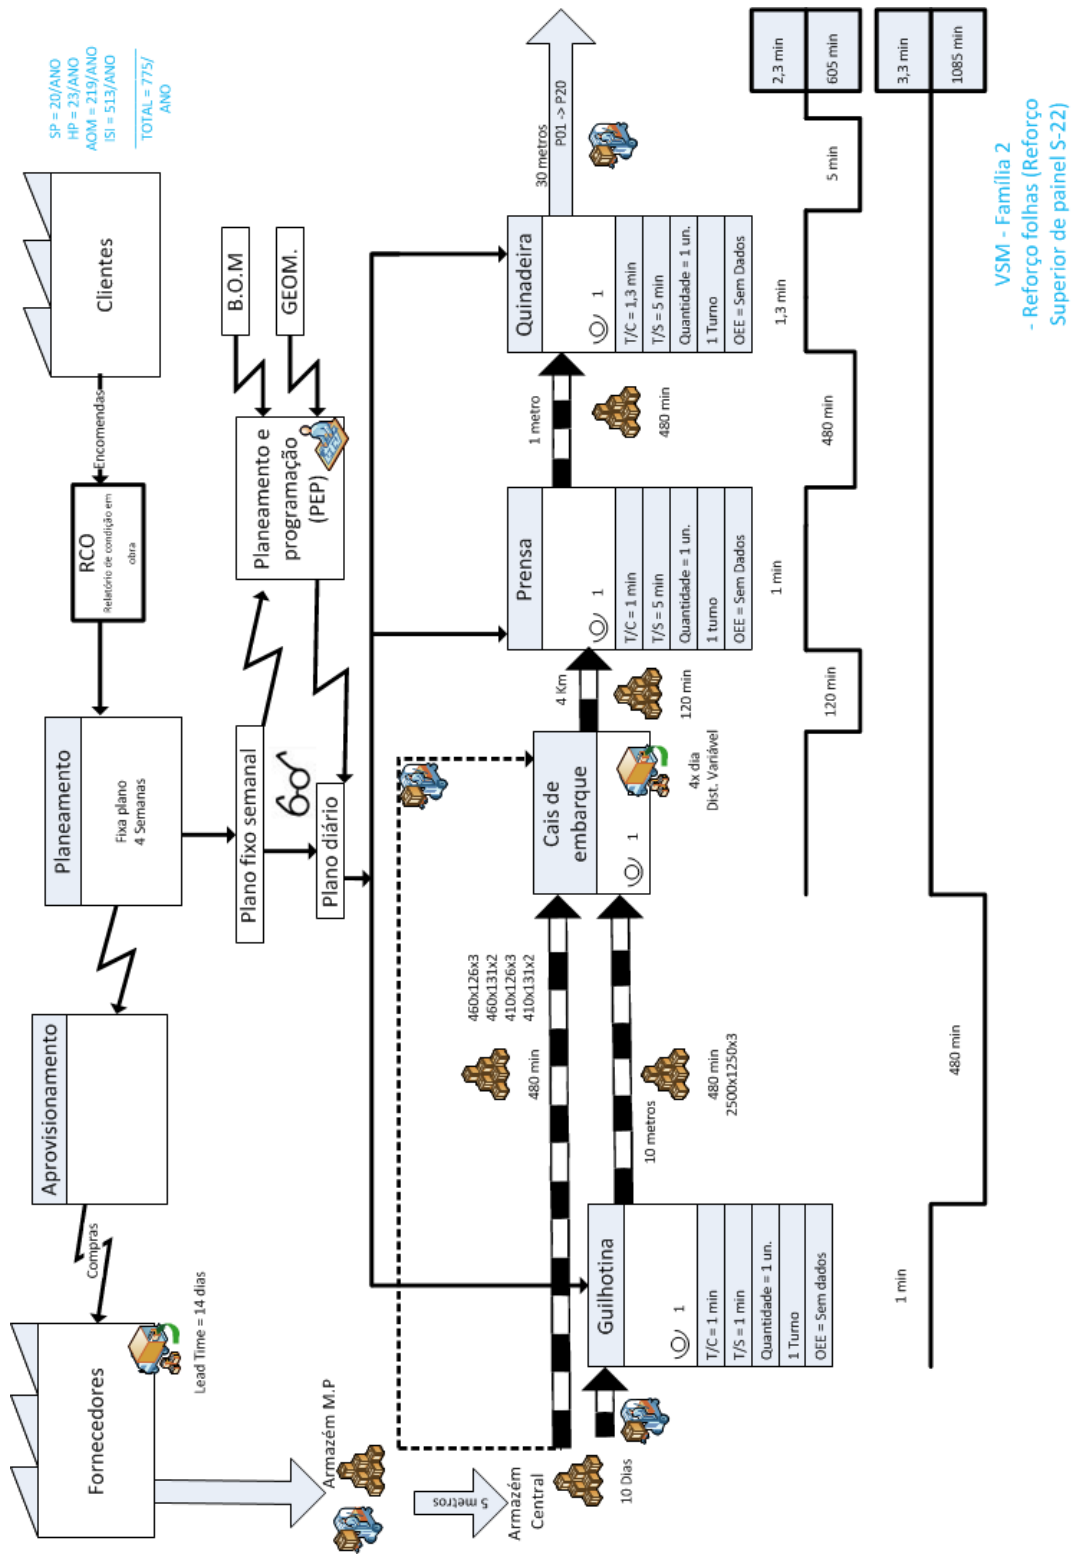 Fornecedores
Lead Time = 14 dias
Compras
Aprovisionamento
Planeamento
Fixa plano
4 Semanas
RCO
Relatório de condição em
obra
Encomendas
Clientes
SP = 20/ANO
HP = 23/ANO
AOM = 219/ANO
ISI = 513/ANO
TOTAL = 775/
ANO
Plano fixo semanal
Plano diário
Planeamento e
programação
(PEP)
B.O.M
GEOM.
Armazém M.P
5 metros
Armazém
Central
10 Dias
Guilhotina
1
T/C = 1 min
T/S = 1 min
Quantidade = 1 un.
1 Turno
OEE = Sem dados
460x126x3
460x131x2
410x126x3
410x131x2
480 min
10 metros
480 min
2500x1250x3
Cais de
embarque
1
4x dia
Dist. Variável
4 Km
120 min
Prensa
1
T/C = 1 min
T/S = 5 min
Quantidade = 1 un.
1 turno
OEE = Sem Dados
1 metro
480 min
Quinadeira
1
T/C = 1,3 min
T/S = 5 min
Quantidade = 1 un.
1 Turno
OEE = Sem Dados
30 metros
P01 -> P20
120 min
1 min
480 min
1,3 min
5 min
2,3 min
605 min
1 min
480 min
3,3 min
1085 min
VSM - Família 2
- Reforço folhas (Reforço
Superior de painel S-22)